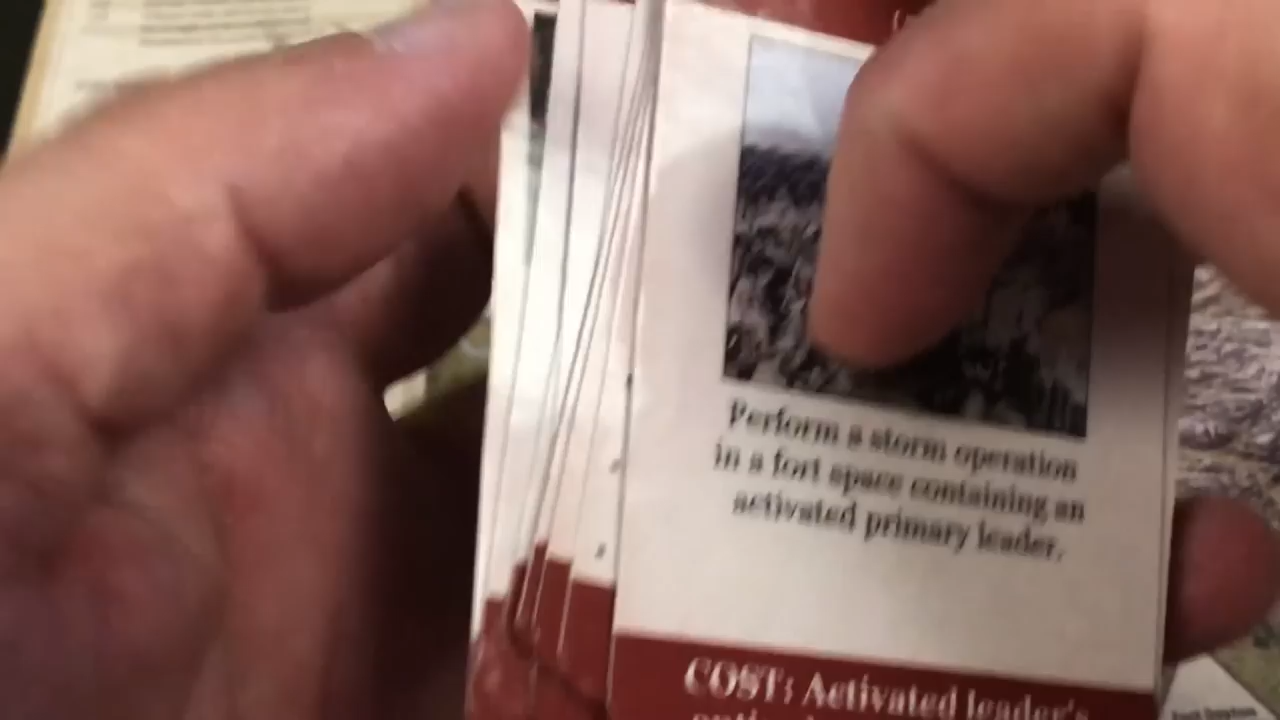 Perform a storm operation
in a fort space containing an
activated primary leader.
COST: Activated leader's